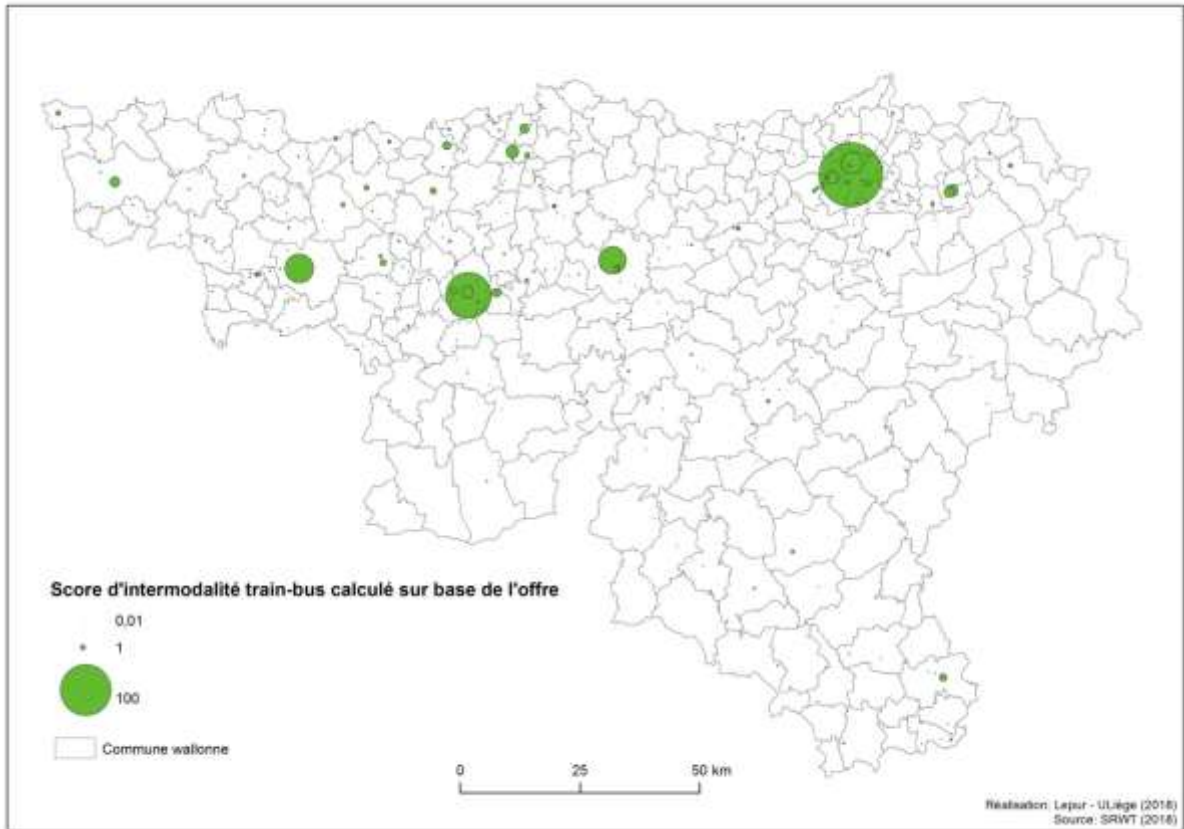 Score d'intermodalité train-bus calculé sur base de l'offre
0,01
1
100
Commune wallonne
0 25 50 km
Réalisation: Lepur - ULiège (2018)
Source: SRWT (2018)